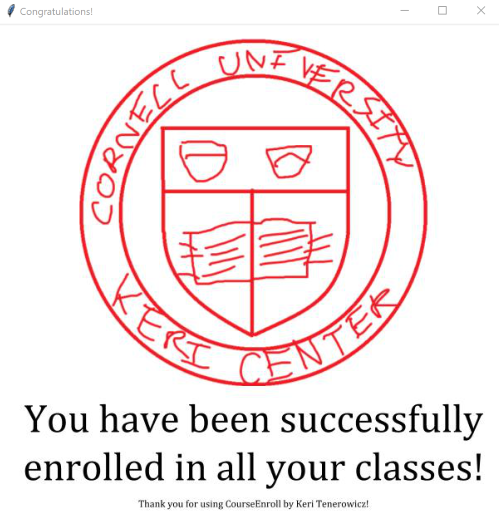 Congratulations!
CORNELL UNIVERSITY
KERI CENTER
You have been successfully
enrolled in all your classes!
Thank you for using CourseEnroll by Keri Tenerowicz!